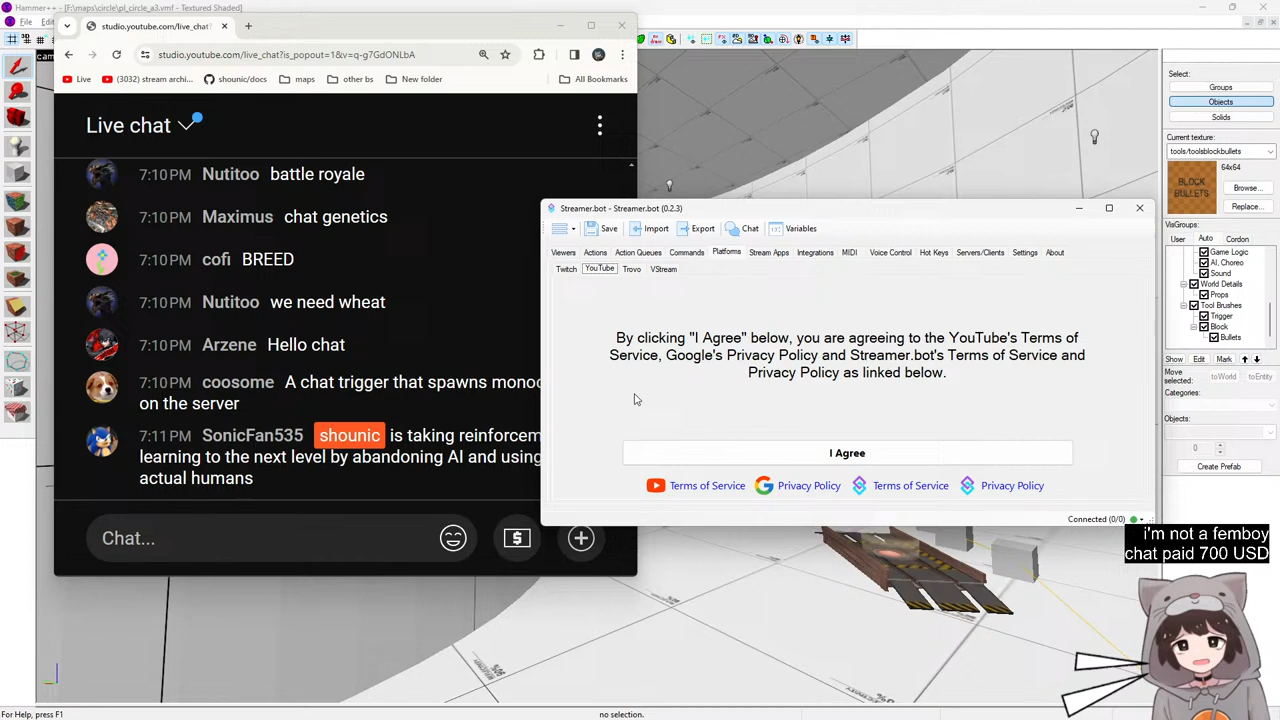 Hammer++ - [F:\maps\circle\pl_circle_a3.vmf - Textured Shaded]
File Edit
cam
studio.youtube.com/live_chat?
studio.youtube.com/live_chat?is_popout=1&v=q-g7GdONLbA
Live
(3032) stream archi...
shounic/docs
maps
other bs
New folder
All Bookmarks
Live chat
7:10 PM Nutitoo battle royale
7:10 PM Maximus chat genetics
7:10 PM cofi BREED
7:10 PM Nutitoo we need wheat
7:10 PM Arzene Hello chat
7:10 PM coosome A chat trigger that spawns monoc
on the server
7:11 PM SonicFan535 shounic is taking reinforcem
learning to the next level by abandoning AI and using
actual humans
Chat...
Streamer.bot - Streamer.bot (0.2.3)
Save Import Export Chat Variables
Viewers Actions Action Queues Commands Platforms Stream Apps Integrations MIDI Voice Control Hot Keys Servers/Clients Settings About
Twitch YouTube Trovo VStream
By clicking "I Agree" below, you are agreeing to the YouTube's Terms of
Service, Google's Privacy Policy and Streamer.bot's Terms of Service and
Privacy Policy as linked below.
I Agree
Terms of Service Privacy Policy Terms of Service Privacy Policy
Connected (0/0)
Select:
Groups
Objects
Solids
Current texture:
tools/toolsblockbullets
64x64
BLOCK
BULLETS
Browse...
Replace...
VisGroups:
User Auto Cordon
Game Logic
AI, Choreo
Sound
World Details
Props
Tool Brushes
Trigger
Block
Bullets
Show Edit Mark
Move
selected:
toWorld toEntity
Categories:
Objects:
0
Create Prefab
i'm not a femboy
chat paid 700 USD
For Help, press F1
no selection.